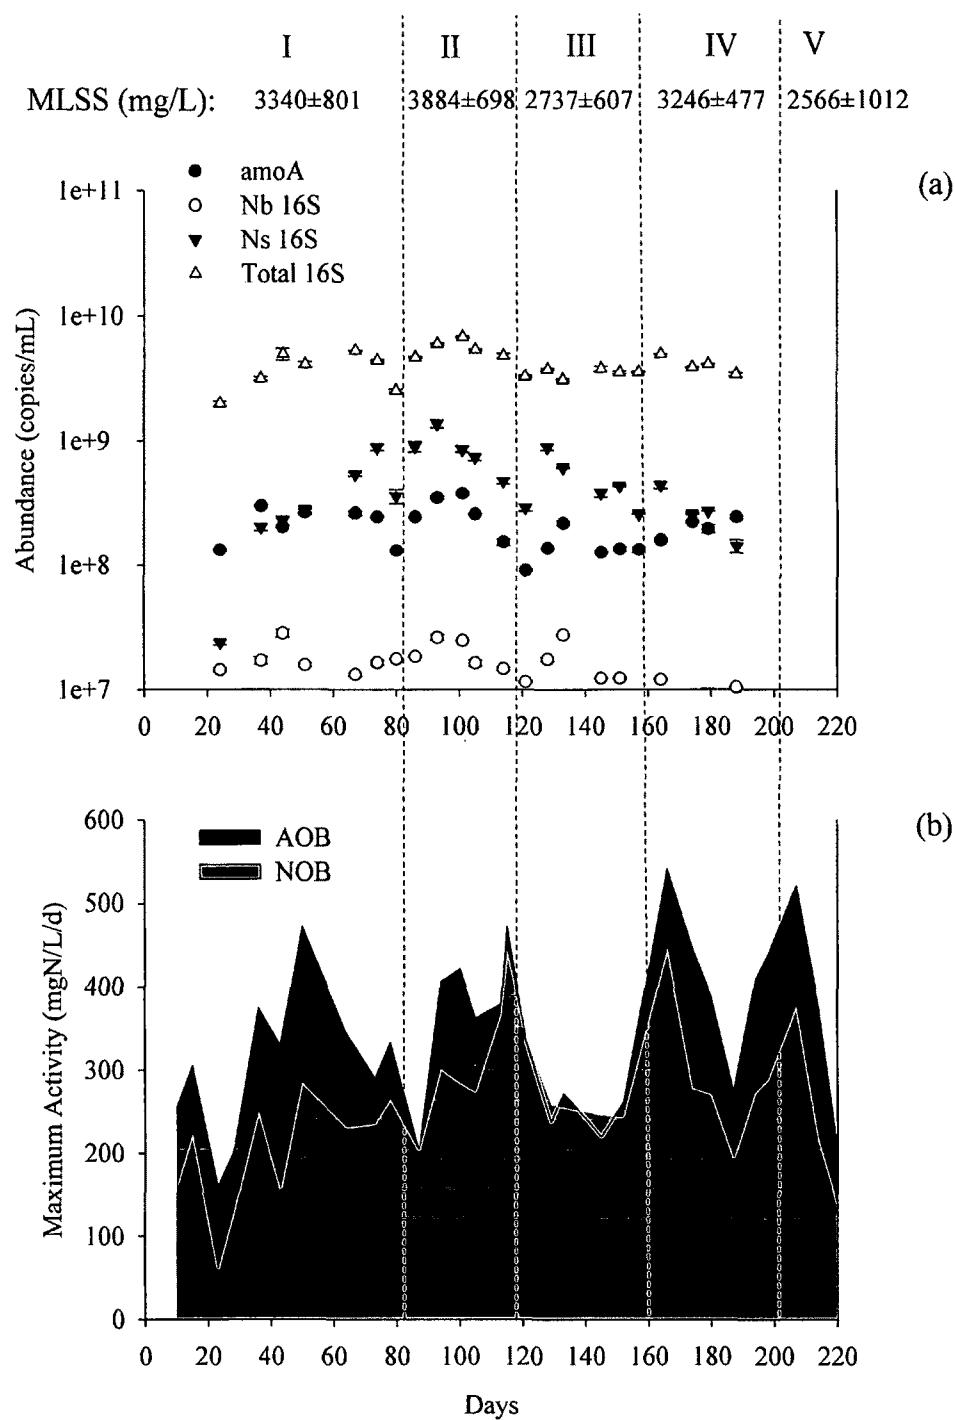 I II III IV V
MLSS (mg/L): 3340±801 3884±698 2737±607 3246±477 2566±1012
(a)
amoA
Nb 16S
Ns 16S
Total 16S
1e+11
1e+10
1e+9
1e+8
1e+7
Abundance (copies/mL)
0 20 40 60 80 100 120 140 160 180 200 220
(b)
AOB
NOB
600
500
400
300
200
100
0
Maximum Activity (mgN/L/d)
0 20 40 60 80 100 120 140 160 180 200 220
Days